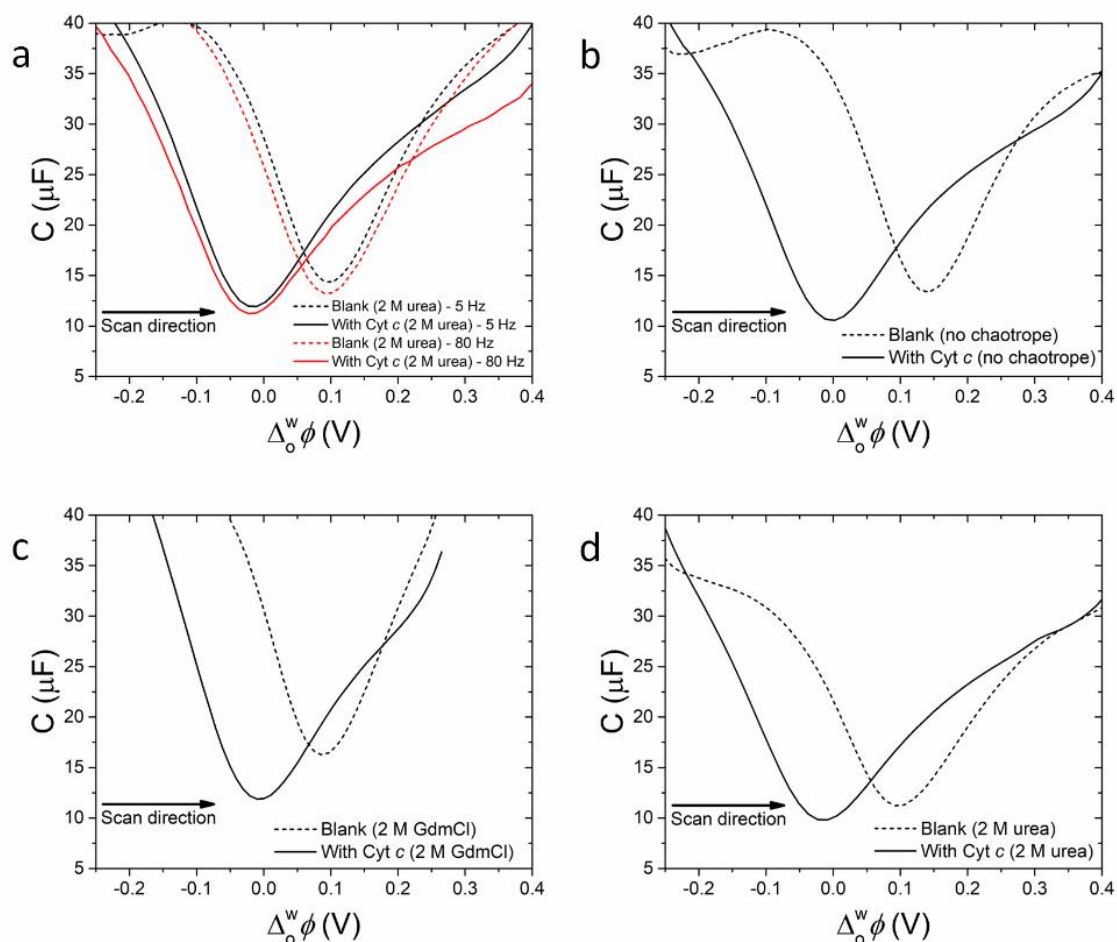 a
40
35
30
25
20
15
10
5
C (μF)
Scan direction
Blank (2 M urea) - 5 Hz
With Cyt c (2 M urea) - 5 Hz
Blank (2 M urea) - 80 Hz
With Cyt c (2 M urea) - 80 Hz
-0.2 -0.1 0.0 0.1 0.2 0.3 0.4
Δ_o^w ϕ (V)
b
40
35
30
25
20
15
10
5
C (μF)
Scan direction
Blank (no chaotrope)
With Cyt c (no chaotrope)
-0.2 -0.1 0.0 0.1 0.2 0.3 0.4
Δ_o^w ϕ (V)
c
40
35
30
25
20
15
10
5
C (μF)
Scan direction
Blank (2 M GdmCl)
With Cyt c (2 M GdmCl)
-0.2 -0.1 0.0 0.1 0.2 0.3 0.4
Δ_o^w ϕ (V)
d
40
35
30
25
20
15
10
5
C (μF)
Scan direction
Blank (2 M urea)
With Cyt c (2 M urea)
-0.2 -0.1 0.0 0.1 0.2 0.3 0.4
Δ_o^w ϕ (V)